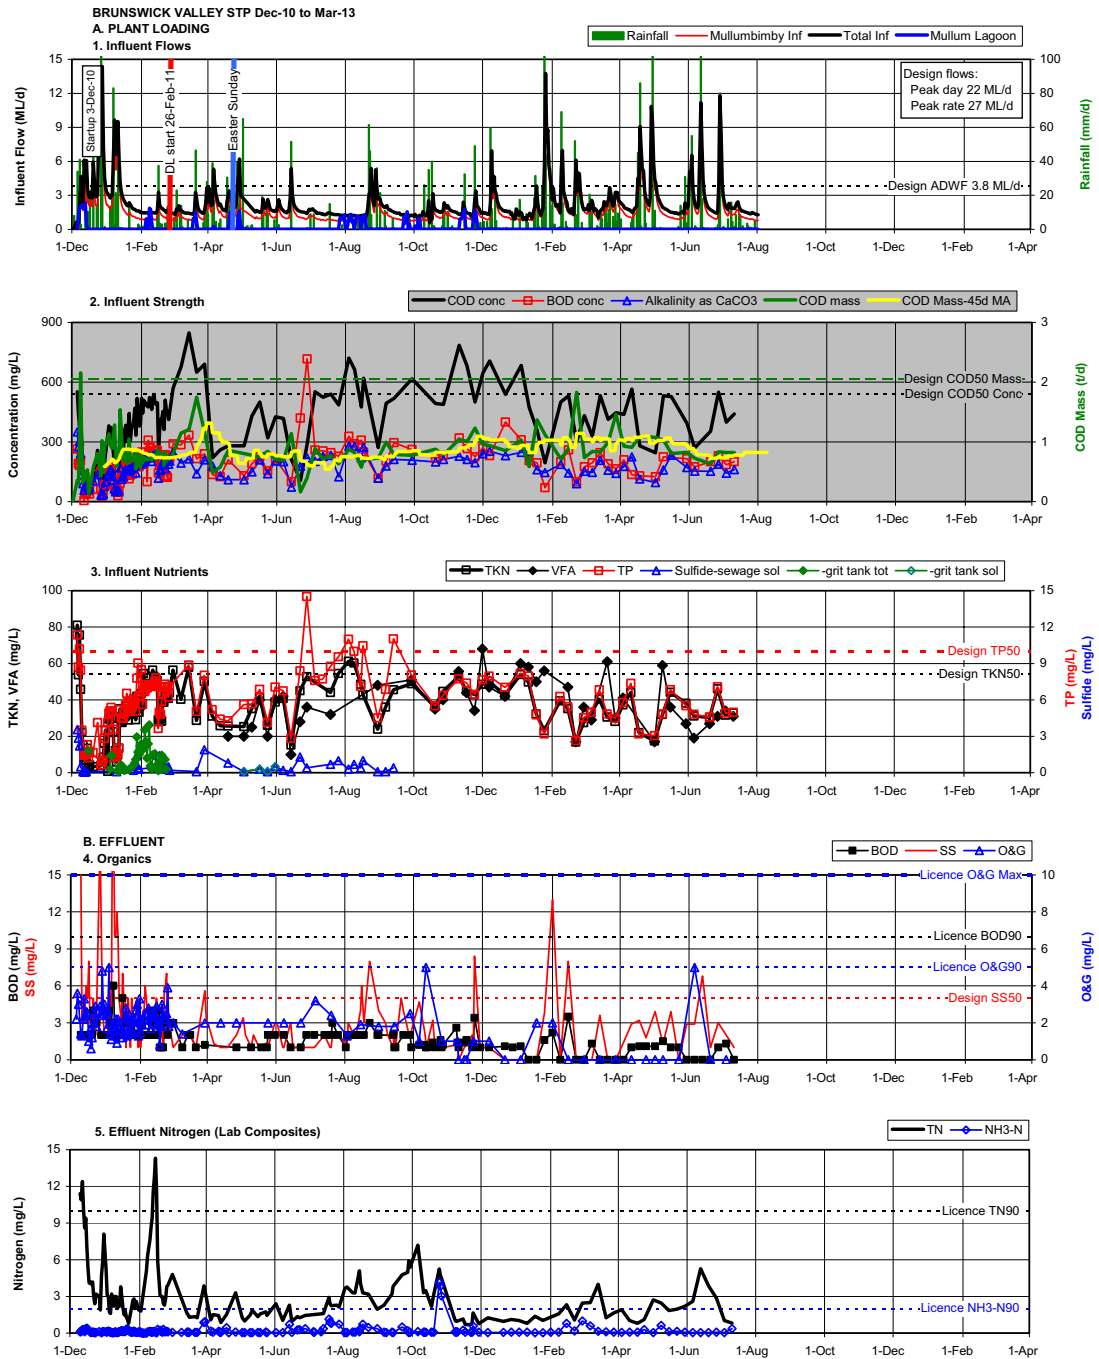 BRUNSWICK VALLEY STP Dec-10 to Mar-13
A. PLANT LOADING
1. Influent Flows
Rainfall Mullumbimby Inf Total Inf Mullum Lagoon
Influent Flow (ML/d)
15
12
9
6
3
0
Startup 3-Dec-10
DL start 26-Feb-11
Easter Sunday
Design flows:
Peak day 22 ML/d
Peak rate 27 ML/d
Design ADWF 3.8 ML/d
100
80
60
40
20
0
Rainfall (mm/d)
1-Dec 1-Feb 1-Apr 1-Jun 1-Aug 1-Oct 1-Dec 1-Feb 1-Apr 1-Jun 1-Aug 1-Oct 1-Dec 1-Feb 1-Apr
2. Influent Strength
COD conc BOD conc Alkalinity as CaCO3 COD mass COD Mass-45d MA
Concentration (mg/L)
900
600
300
0
Design COD50 Mass
Design COD50 Conc
3
2
1
0
COD Mass (t/d)
1-Dec 1-Feb 1-Apr 1-Jun 1-Aug 1-Oct 1-Dec 1-Feb 1-Apr 1-Jun 1-Aug 1-Oct 1-Dec 1-Feb 1-Apr
3. Influent Nutrients
TKN VFA TP Sulfide-sewage sol -grit tank tot -grit tank sol
TKN, VFA (mg/L)
100
80
60
40
20
0
Design TP50
Design TKN50
15
12
9
6
3
0
TP (mg/L)
Sulfide (mg/L)
1-Dec 1-Feb 1-Apr 1-Jun 1-Aug 1-Oct 1-Dec 1-Feb 1-Apr 1-Jun 1-Aug 1-Oct 1-Dec 1-Feb 1-Apr
B. EFFLUENT
4. Organics
BOD SS O&G
BOD (mg/L)
SS (mg/L)
15
12
9
6
3
0
Licence O&G Max
Licence BOD90
Licence O&G90
Design SS50
10
8
6
4
2
0
O&G (mg/L)
1-Dec 1-Feb 1-Apr 1-Jun 1-Aug 1-Oct 1-Dec 1-Feb 1-Apr 1-Jun 1-Aug 1-Oct 1-Dec 1-Feb 1-Apr
5. Effluent Nitrogen (Lab Composites)
TN NH3-N
Nitrogen (mg/L)
15
12
9
6
3
0
Licence TN90
Licence NH3-N90
1-Dec 1-Feb 1-Apr 1-Jun 1-Aug 1-Oct 1-Dec 1-Feb 1-Apr 1-Jun 1-Aug 1-Oct 1-Dec 1-Feb 1-Apr